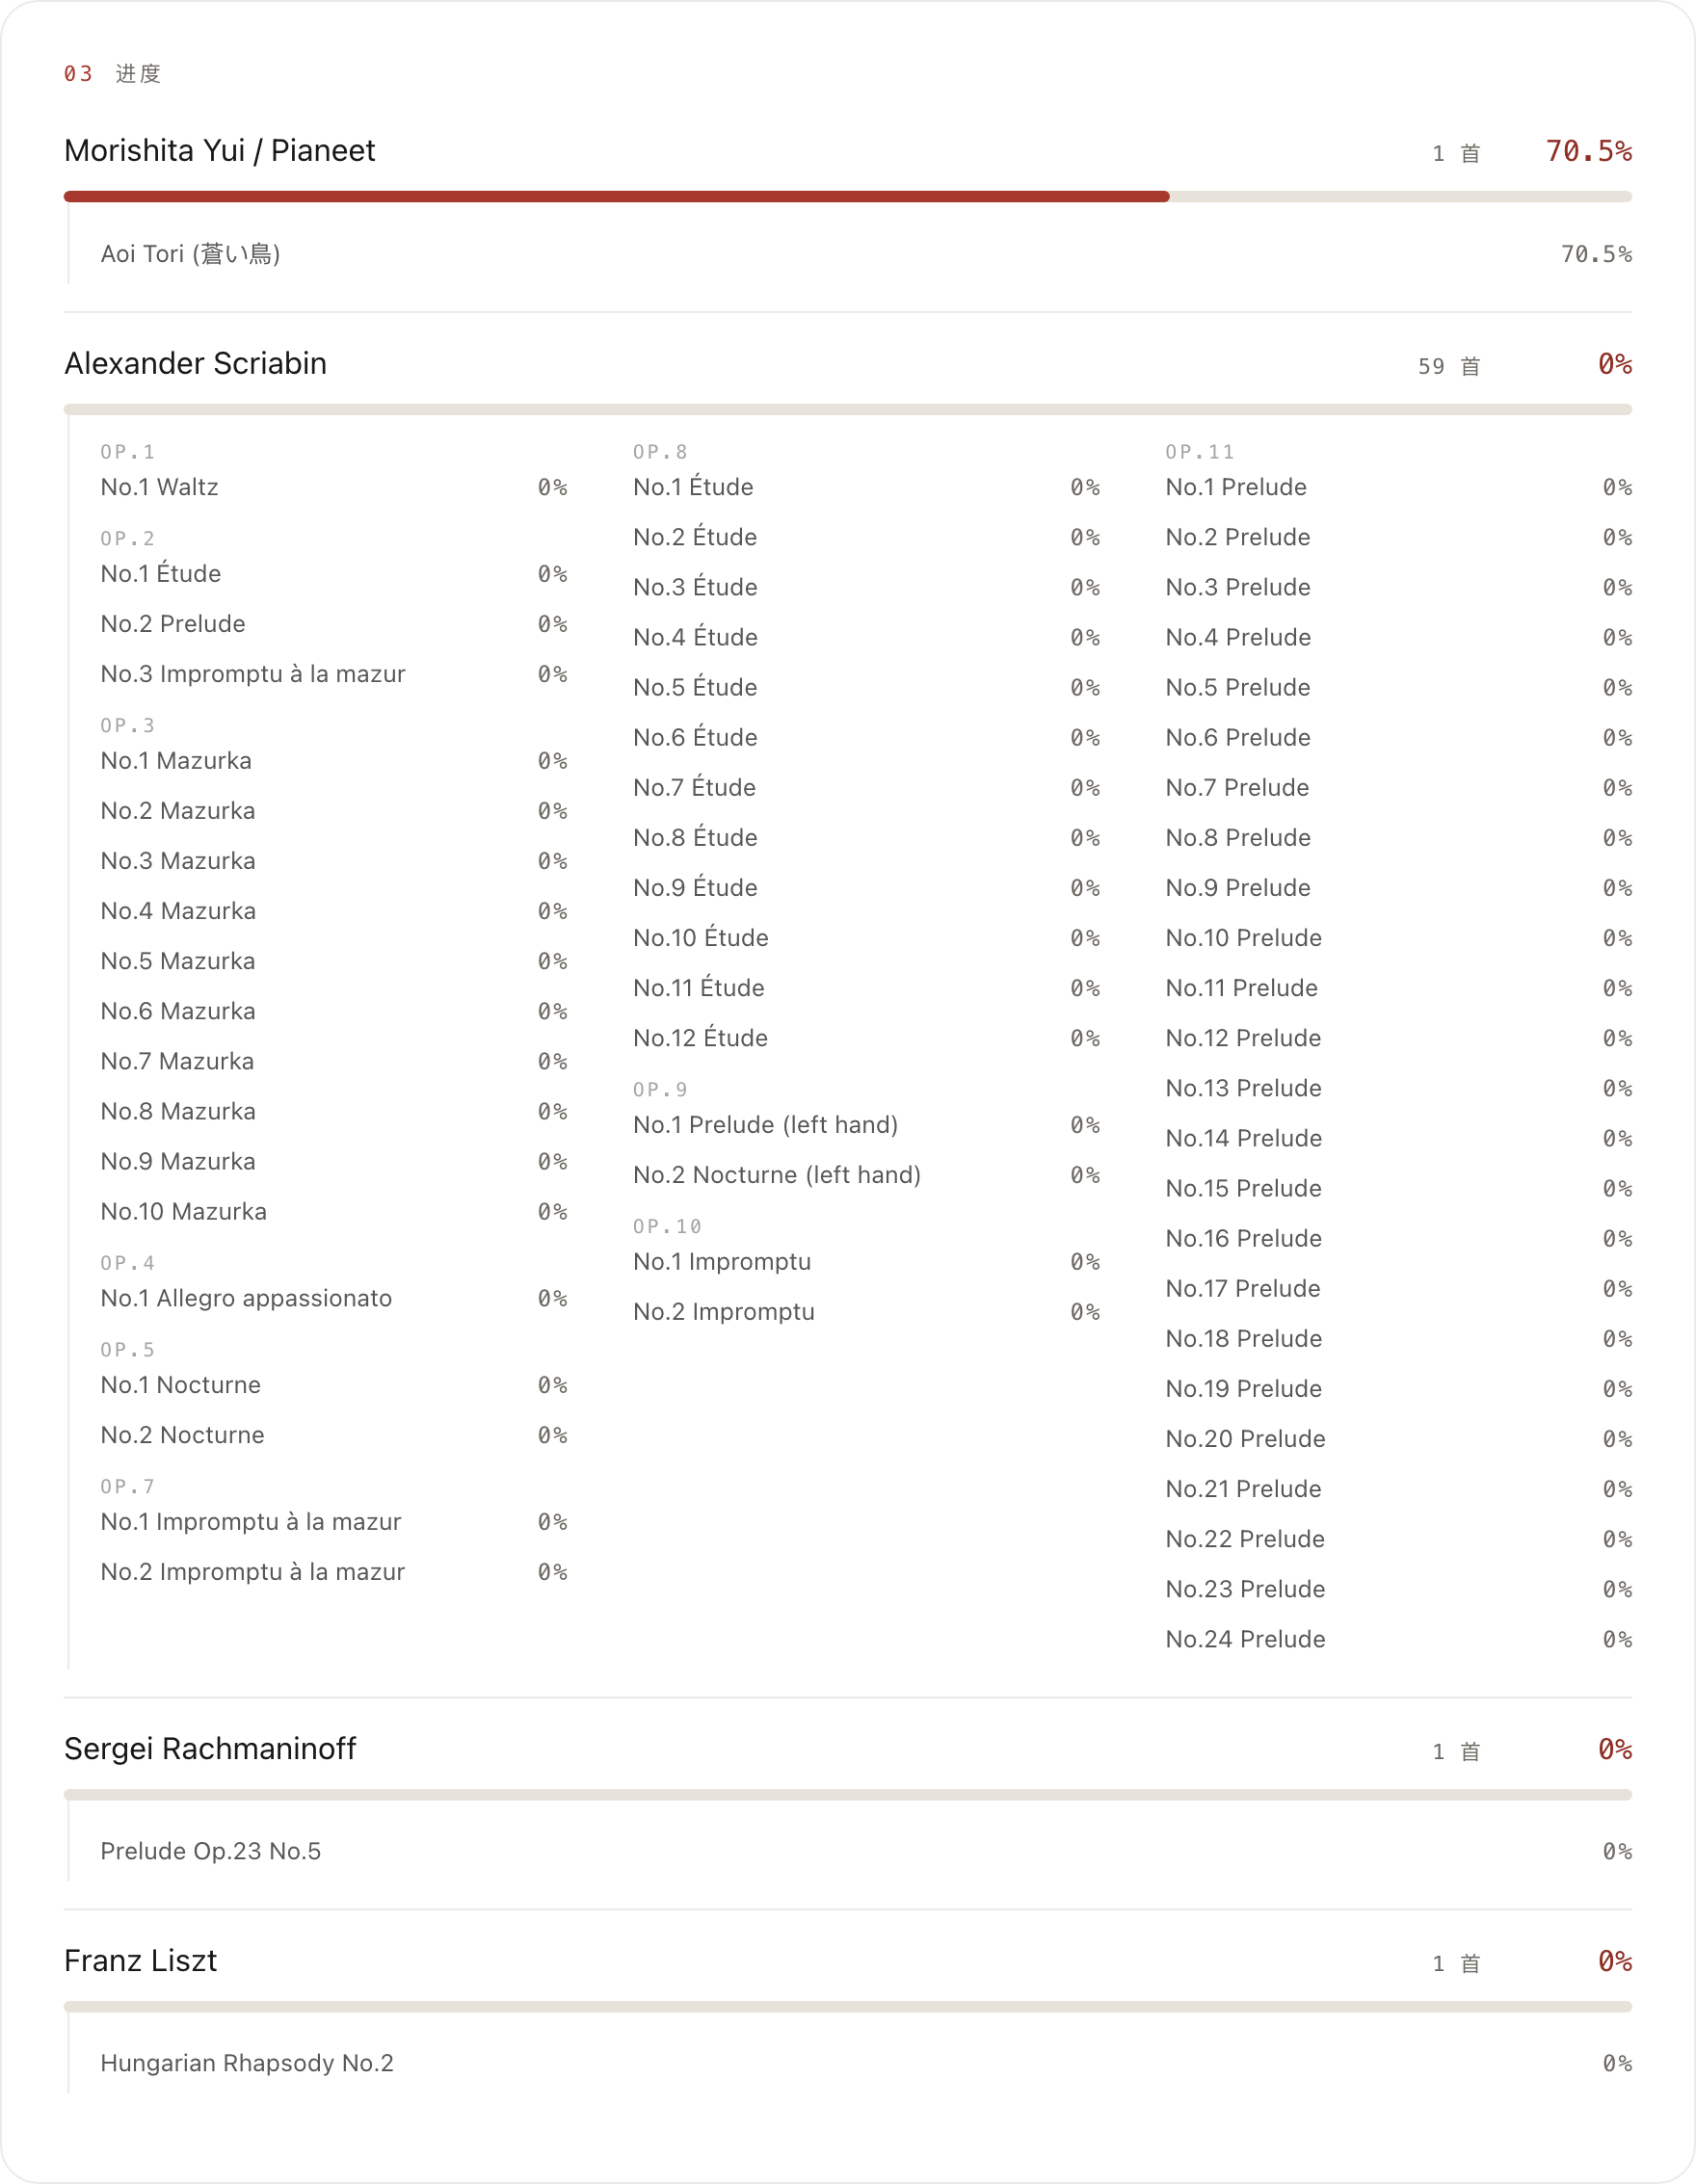 03 进度
Morishita Yui / Pianeet 1 首 70.5%
Aoi Tori (蒼い鳥) 70.5%
Alexander Scriabin 59 首 0%
OP.1
No.1 Waltz 0%
OP.2
No.1 Étude 0%
No.2 Prelude 0%
No.3 Impromptu à la mazur 0%
OP.3
No.1 Mazurka 0%
No.2 Mazurka 0%
No.3 Mazurka 0%
No.4 Mazurka 0%
No.5 Mazurka 0%
No.6 Mazurka 0%
No.7 Mazurka 0%
No.8 Mazurka 0%
No.9 Mazurka 0%
No.10 Mazurka 0%
OP.4
No.1 Allegro appassionato 0%
OP.5
No.1 Nocturne 0%
No.2 Nocturne 0%
OP.7
No.1 Impromptu à la mazur 0%
No.2 Impromptu à la mazur 0%
OP.8
No.1 Étude 0%
No.2 Étude 0%
No.3 Étude 0%
No.4 Étude 0%
No.5 Étude 0%
No.6 Étude 0%
No.7 Étude 0%
No.8 Étude 0%
No.9 Étude 0%
No.10 Étude 0%
No.11 Étude 0%
No.12 Étude 0%
OP.9
No.1 Prelude (left hand) 0%
No.2 Nocturne (left hand) 0%
OP.10
No.1 Impromptu 0%
No.2 Impromptu 0%
OP.11
No.1 Prelude 0%
No.2 Prelude 0%
No.3 Prelude 0%
No.4 Prelude 0%
No.5 Prelude 0%
No.6 Prelude 0%
No.7 Prelude 0%
No.8 Prelude 0%
No.9 Prelude 0%
No.10 Prelude 0%
No.11 Prelude 0%
No.12 Prelude 0%
No.13 Prelude 0%
No.14 Prelude 0%
No.15 Prelude 0%
No.16 Prelude 0%
No.17 Prelude 0%
No.18 Prelude 0%
No.19 Prelude 0%
No.20 Prelude 0%
No.21 Prelude 0%
No.22 Prelude 0%
No.23 Prelude 0%
No.24 Prelude 0%
Sergei Rachmaninoff 1 首 0%
Prelude Op.23 No.5 0%
Franz Liszt 1 首 0%
Hungarian Rhapsody No.2 0%